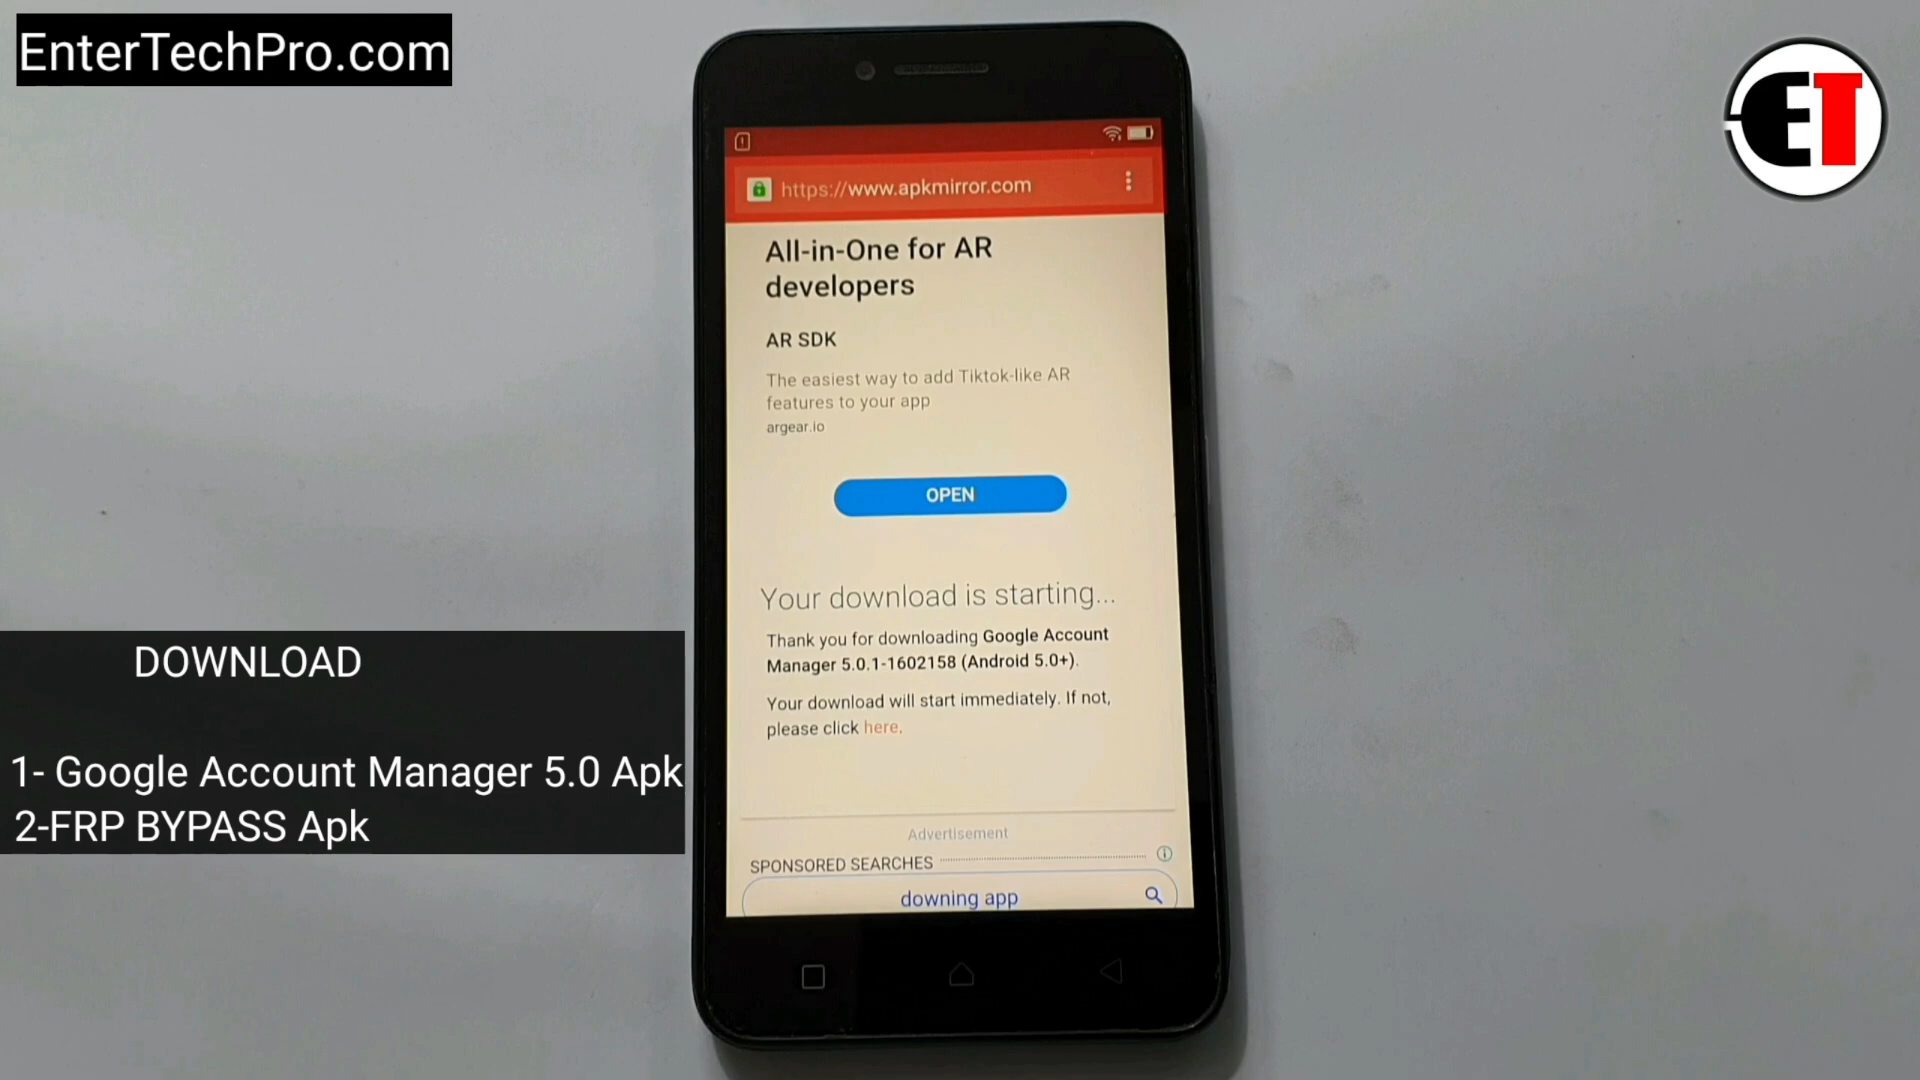 EnterTechPro.com
ET
https://www.apkmirror.com
All-in-One for AR
developers
AR SDK
The easiest way to add Tiktok-like AR
features to your app
argear.io
OPEN
Your download is starting...
Thank you for downloading Google Account
Manager 5.0.1-1602158 (Android 5.0+).
Your download will start immediately. If not,
please click here.
Advertisement
SPONSORED SEARCHES
downing app
DOWNLOAD
1- Google Account Manager 5.0 Apk
2-FRP BYPASS Apk